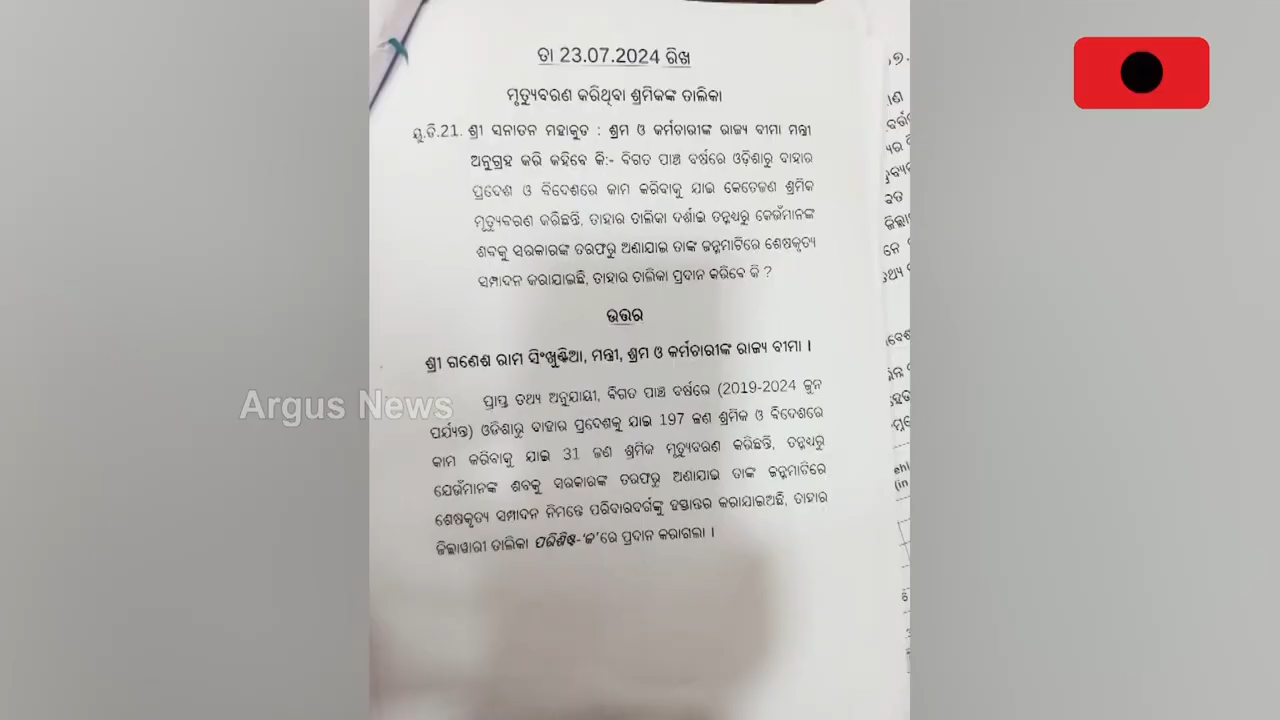 ତା 23.07.2024 ରିଖ
ମୃତ୍ୟୁବରଣ କରିଥିବା ଶ୍ରମିକଙ୍କ ତାଲିକା
ୟୁ.ଡି.21. ଶ୍ରୀ ସନାତନ ମହାକୁଡ : ଶ୍ରମ ଓ କର୍ମଚାରୀଙ୍କ ରାଜ୍ୟ ବୀମା ମନ୍ତ୍ରୀ
ଅନୁଗ୍ରହ କରି କହିବେ କି:- ବିଗତ ପାଞ୍ଚ ବର୍ଷରେ ଓଡ଼ିଶାରୁ ବାହାର
ପ୍ରଦେଶ ଓ ବିଦେଶରେ କାମ କରିବାକୁ ଯାଇ କେତେଜଣ ଶ୍ରମିକ
ମୃତ୍ୟୁବରଣ କରିଛନ୍ତି, ତାହାର ତାଲିକା ଦର୍ଶାଇ ତନ୍ମଧ୍ୟରୁ କେଉଁମାନଙ୍କ
ଶବକୁ ସରକାରଙ୍କ ତରଫରୁ ଅଣାଯାଇ ତାଙ୍କ ଜନ୍ମମାଟିରେ ଶେଷକୃତ୍ୟ
ସମ୍ପାଦନ କରାଯାଇଛି, ତାହାର ତାଲିକା ପ୍ରଦାନ କରିବେ କି ?
ଉତ୍ତର
ଶ୍ରୀ ଗଣେଶ ରାମ ସିଂଖୁଣ୍ଟିଆ, ମନ୍ତ୍ରୀ, ଶ୍ରମ ଓ କର୍ମଚାରୀଙ୍କ ରାଜ୍ୟ ବୀମା ।
ପ୍ରାପ୍ତ ତଥ୍ୟ ଅନୁଯାୟୀ, ବିଗତ ପାଞ୍ଚ ବର୍ଷରେ (2019-2024 ଜୁନ
ପର୍ଯ୍ୟନ୍ତ) ଓଡିଶାରୁ ବାହାର ପ୍ରଦେଶକୁ ଯାଇ 197 ଜଣ ଶ୍ରମିକ ଓ ବିଦେଶରେ
କାମ କରିବାକୁ ଯାଇ 31 ଜଣ ଶ୍ରମିକ ମୃତ୍ୟୁବରଣ କରିଛନ୍ତି, ତନ୍ମଧ୍ୟରୁ
ଯେଉଁମାନଙ୍କ ଶବକୁ ସରକାରଙ୍କ ତରଫରୁ ଅଣାଯାଇ ତାଙ୍କ ଜନ୍ମମାଟିରେ
ଶେଷକୃତ୍ୟ ସମ୍ପାଦନ ନିମନ୍ତେ ପରିବାରବର୍ଗଙ୍କୁ ହସ୍ତାନ୍ତର କରାଯାଇଅଛି, ତାହାର
ଜିଲ୍ଲାୱାରୀ ତାଲିକା ପରିଶିଷ୍ଟ-'ଜ'ରେ ପ୍ରଦାନ କରାଗଲା ।
Argus News